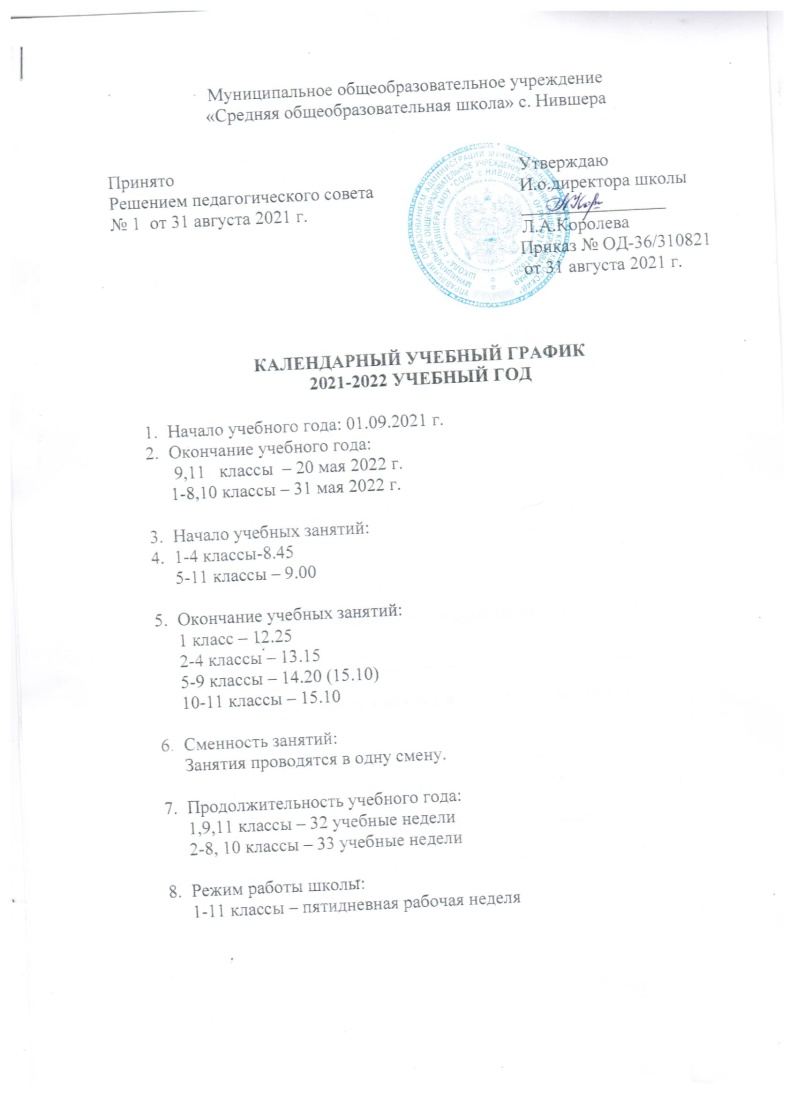 Муниципальное общеобразовательное учреждение
«Средняя общеобразовательная школа» с. Нившера
Принято
Решением педагогического совета
№ 1 от 31 августа 2021 г.
Утверждаю
И.о.директора школы
Л.А.Королева
Приказ № ОД-36/310821
от 31 августа 2021 г.
КАЛЕНДАРНЫЙ УЧЕБНЫЙ ГРАФИК
2021-2022 УЧЕБНЫЙ ГОД
1. Начало учебного года: 01.09.2021 г.
2. Окончание учебного года:
9,11 классы – 20 мая 2022 г.
1-8,10 классы – 31 мая 2022 г.
3. Начало учебных занятий:
4. 1-4 классы-8.45
5-11 классы – 9.00
5. Окончание учебных занятий:
1 класс – 12.25
2-4 классы – 13.15
5-9 классы – 14.20 (15.10)
10-11 классы – 15.10
6. Сменность занятий:
Занятия проводятся в одну смену.
7. Продолжительность учебного года:
1,9,11 классы – 32 учебные недели
2-8, 10 классы – 33 учебные недели
8. Режим работы школы:
1-11 классы – пятидневная рабочая неделя